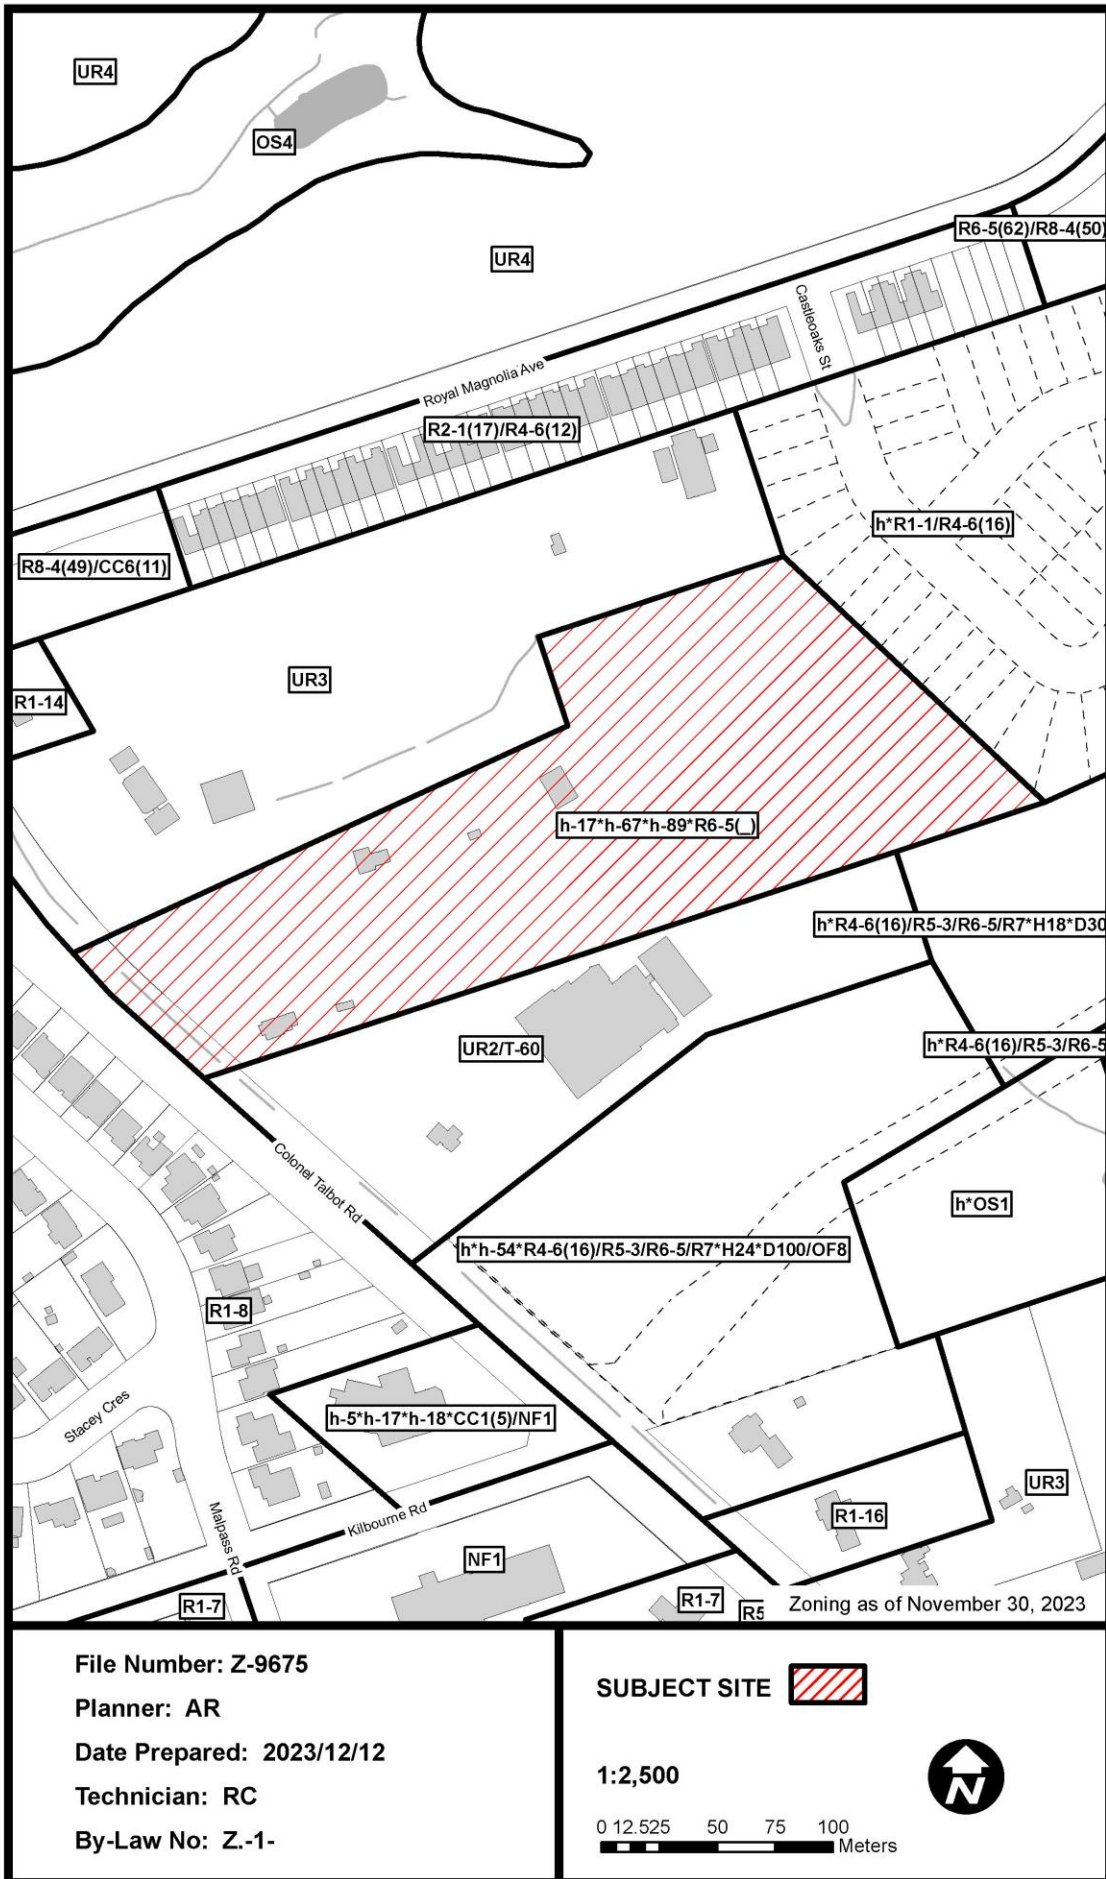 UR4
OS4
UR4
R6-5(62)/R8-4(50)
Castleoaks St
Royal Magnolia Ave
R2-1(17)/R4-6(12)
h*R1-1/R4-6(16)
R8-4(49)/CC6(11)
UR3
R1-14
h-17*h-67*h-89*R6-5(_)
h*R4-6(16)/R5-3/R6-5/R7*H18*D30
UR2/T-60
h*R4-6(16)/R5-3/R6-5
Colonel Talbot Rd
h*OS1
h*h-54*R4-6(16)/R5-3/R6-5/R7*H24*D100/OF8
R1-8
Stacey Cres
h-5*h-17*h-18*CC1(5)/NF1
UR3
Malpass Rd
Kilbourne Rd
R1-16
NF1
R1-7
R1-7
R5
Zoning as of November 30, 2023
File Number: Z-9675
Planner: AR
Date Prepared: 2023/12/12
Technician: RC
By-Law No: Z.-1-
SUBJECT SITE
1:2,500
N
0 12.525 50 75 100
Meters